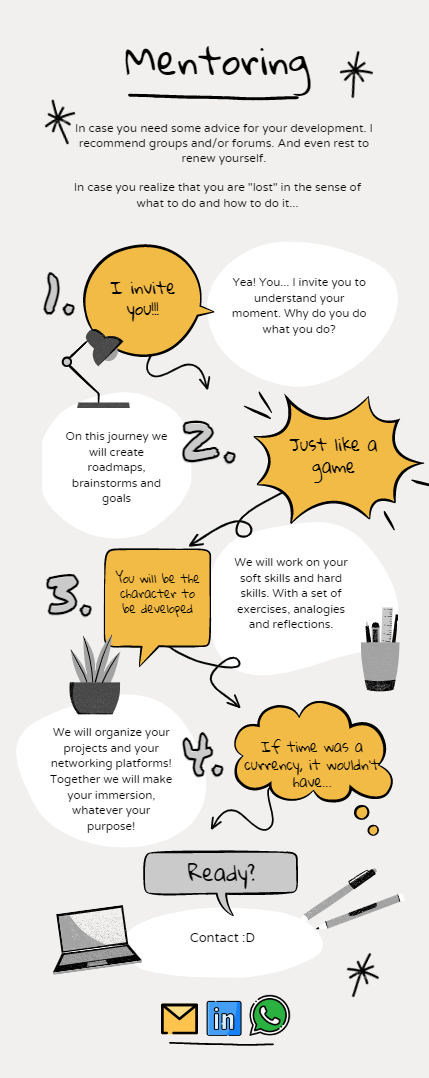 Mentoring
In case you need some advice for your development. I
recommend groups and/or forums. And even rest to
renew yourself.
In case you realize that you are "lost" in the sense of
what to do and how to do it...
1.
I invite
you!!!
Yea! You... I invite you to
understand your
moment. Why do you do
what you do?
2.
Just like a
game
On this journey we
will create
roadmaps,
brainstorms and
goals
3.
You will be the
character to
be developed
We will work on your
soft skills and hard
skills. With a set of
exercises, analogies
and reflections.
4.
If time was a
currency, it wouldn't
have...
We will organize your
projects and your
networking platforms!
Together we will make
your immersion,
whatever your
purpose!
Ready?
Contact :D
in